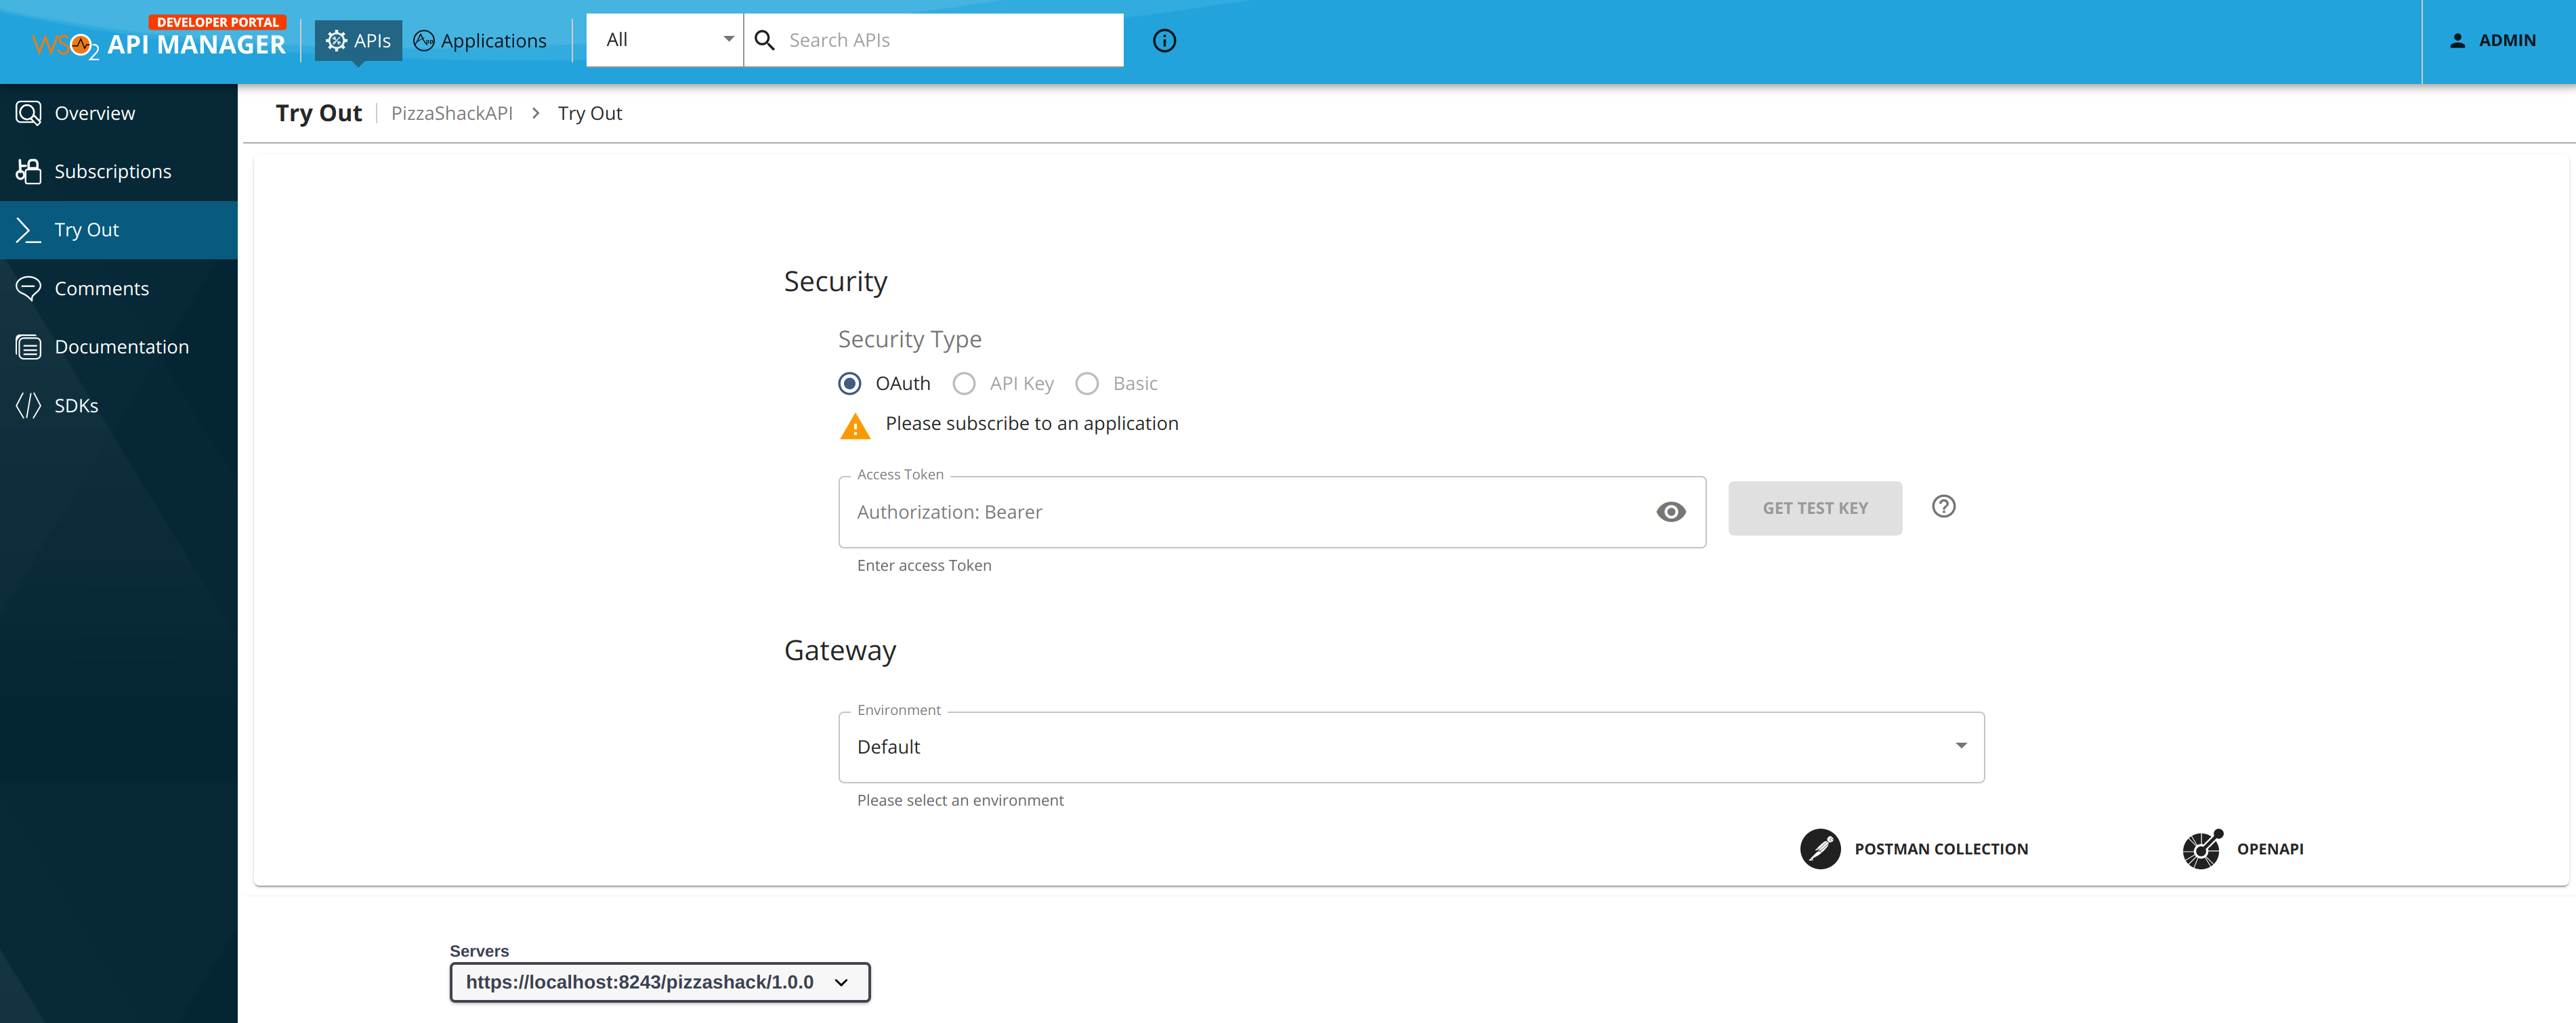 DEVELOPER PORTAL
WSO2 API MANAGER
APIs
Applications
All
Search APIs
ADMIN
Overview
Subscriptions
Try Out
Comments
Documentation
SDKs
Try Out
PizzaShackAPI > Try Out
Security
Security Type
OAuth
API Key
Basic
Please subscribe to an application
Access Token
Authorization: Bearer
GET TEST KEY
Enter access Token
Gateway
Environment
Default
Please select an environment
POSTMAN COLLECTION
OPENAPI
Servers
https://localhost:8243/pizzashack/1.0.0